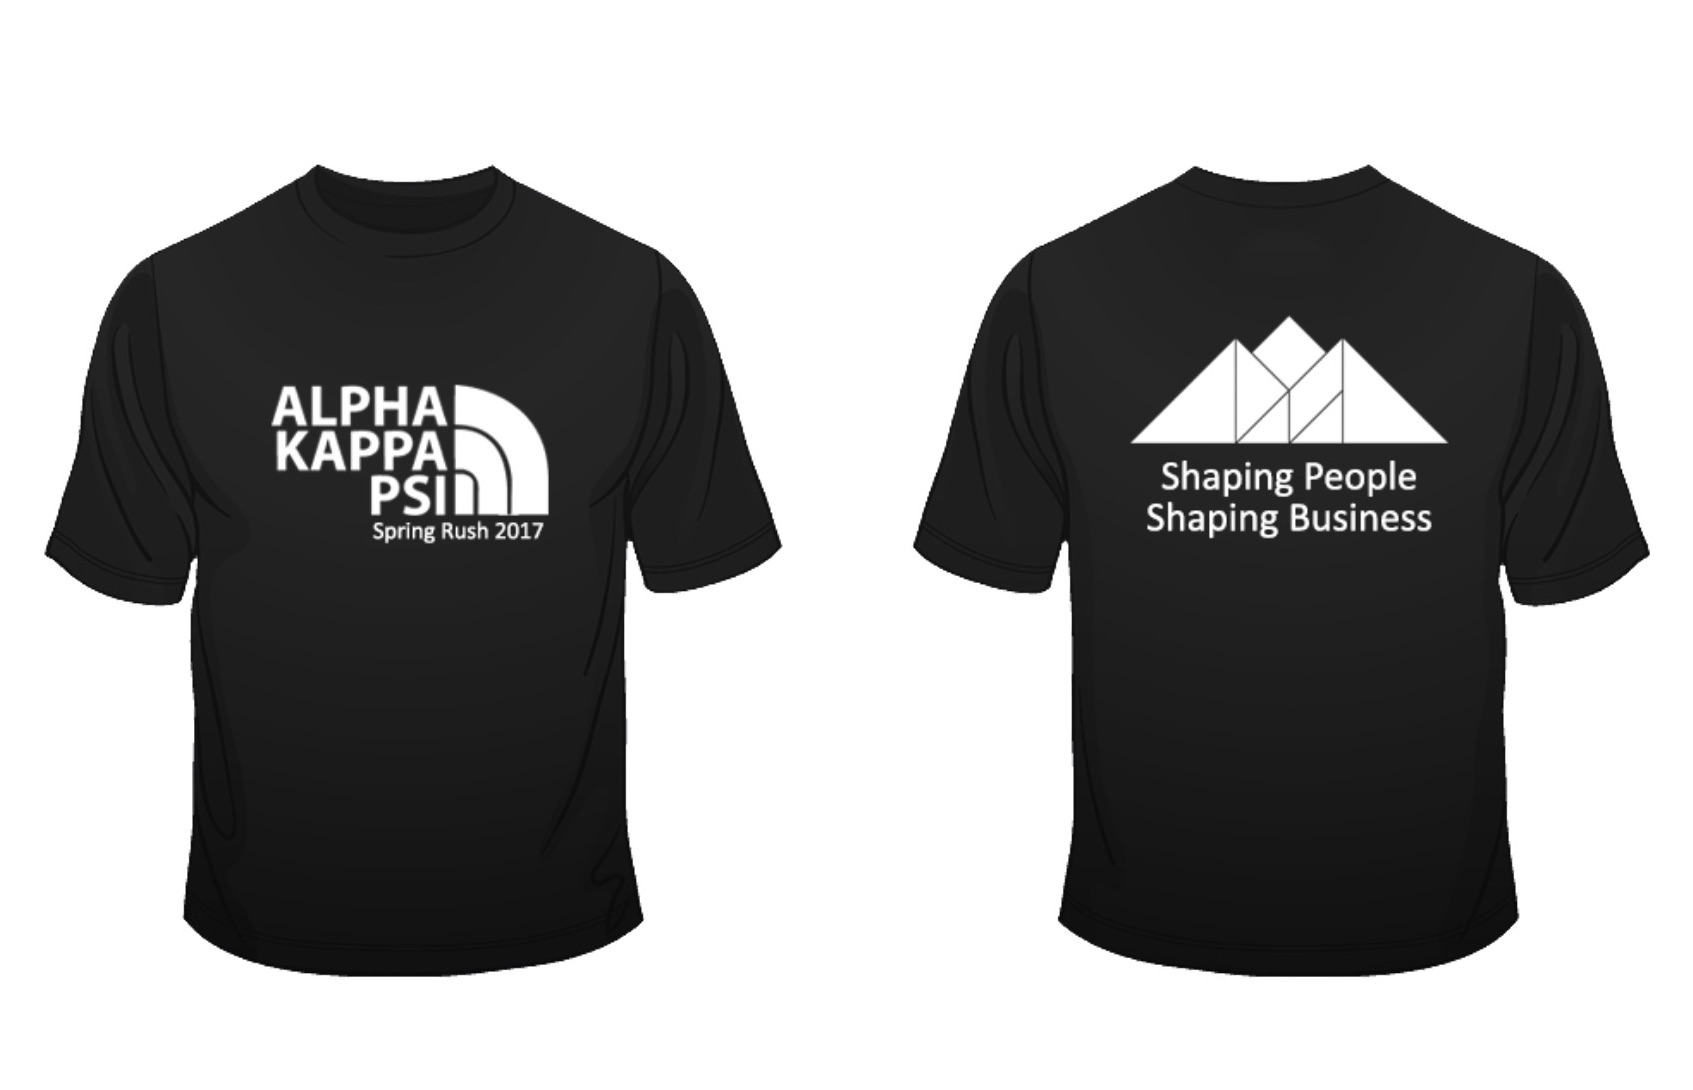 ALPHA
KAPPA
PSI
Spring Rush 2017
Shaping People
Shaping Business